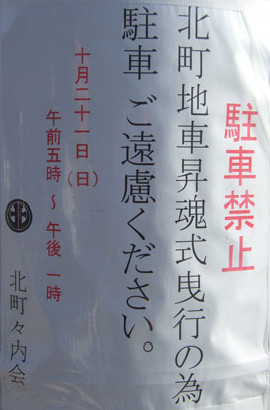 駐車禁止
北町地車昇魂式曳行の為
駐車 ご遠慮ください。
十月二十一日(日)
午前五時 ～ 午後 一時
北町々内会